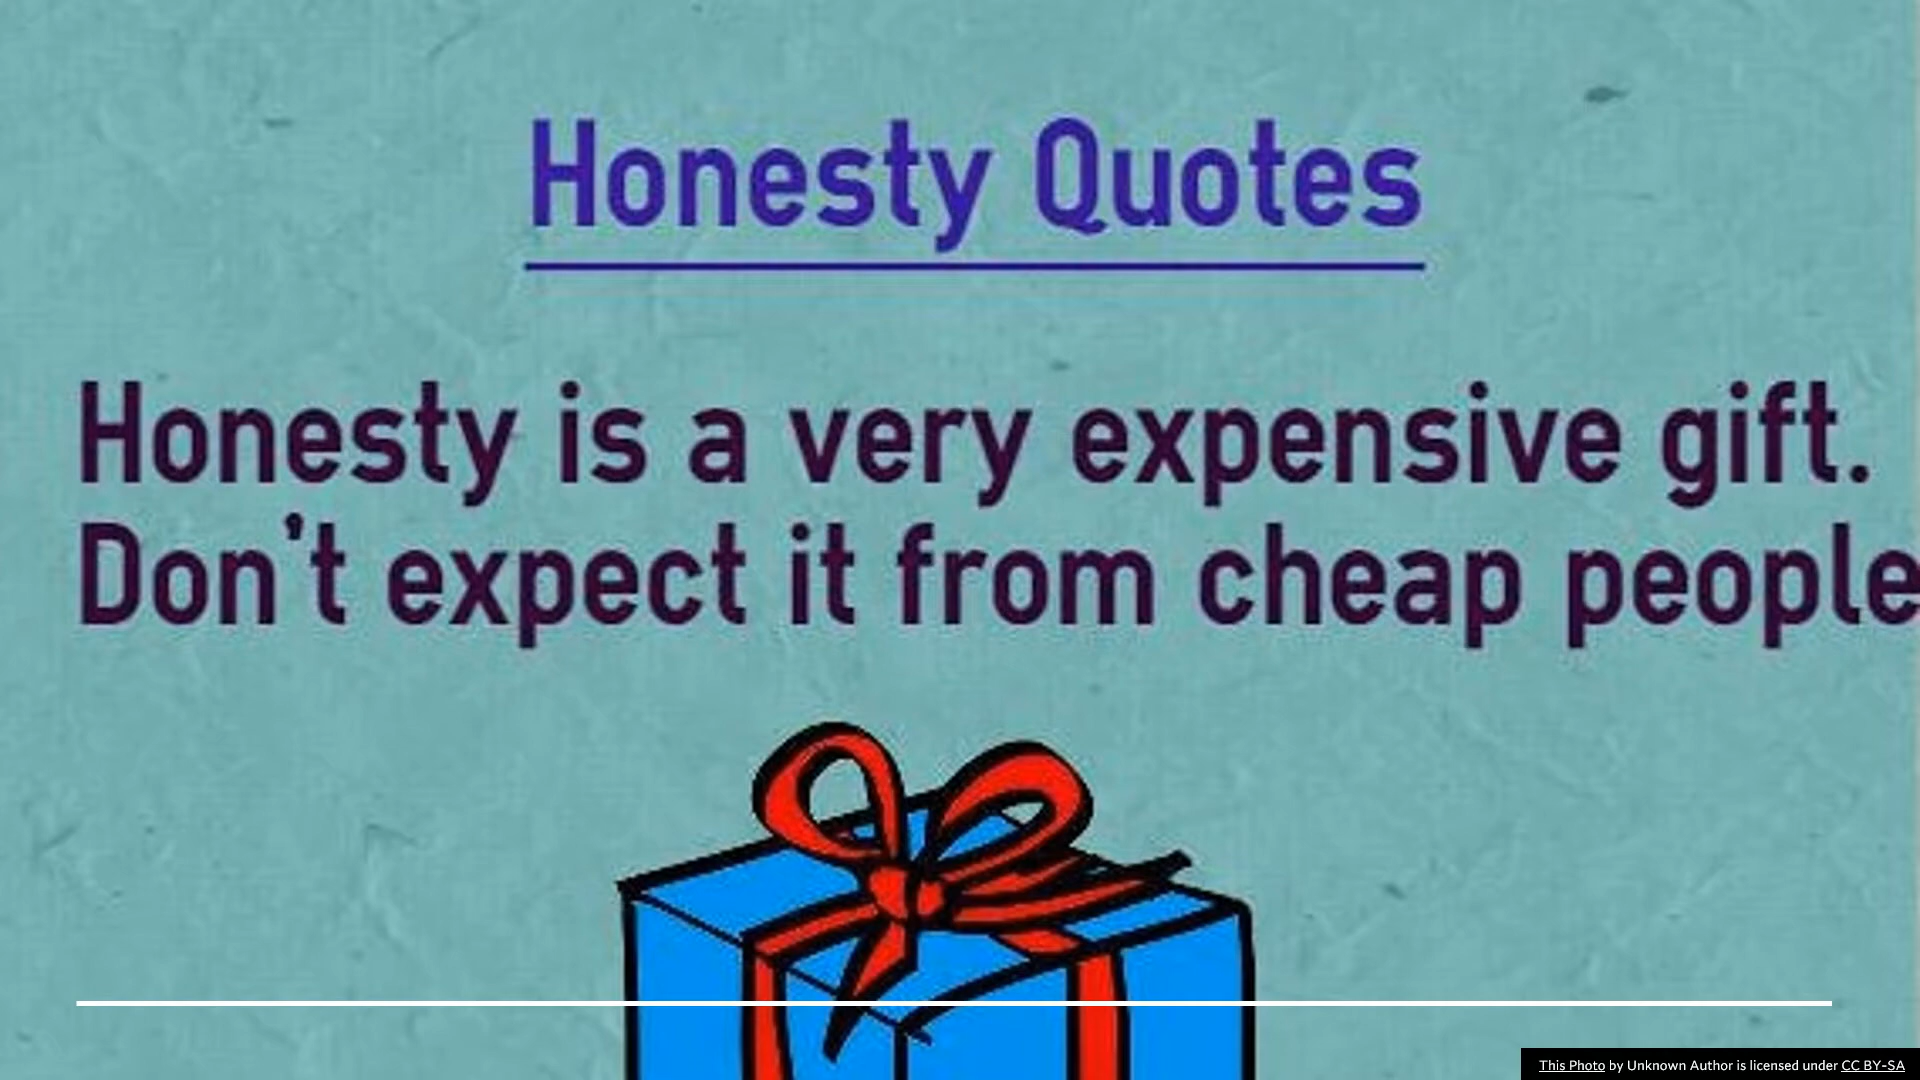 Honesty Quotes
Honesty is a very expensive gift.
Don't expect it from cheap people
This Photo by Unknown Author is licensed under CC BY-SA